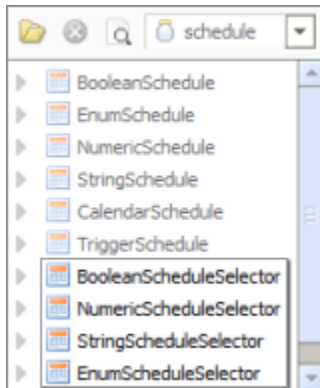 schedule
BooleanSchedule
EnumSchedule
NumericSchedule
StringSchedule
CalendarSchedule
TriggerSchedule
BooleanScheduleSelector
NumericScheduleSelector
StringScheduleSelector
EnumScheduleSelector